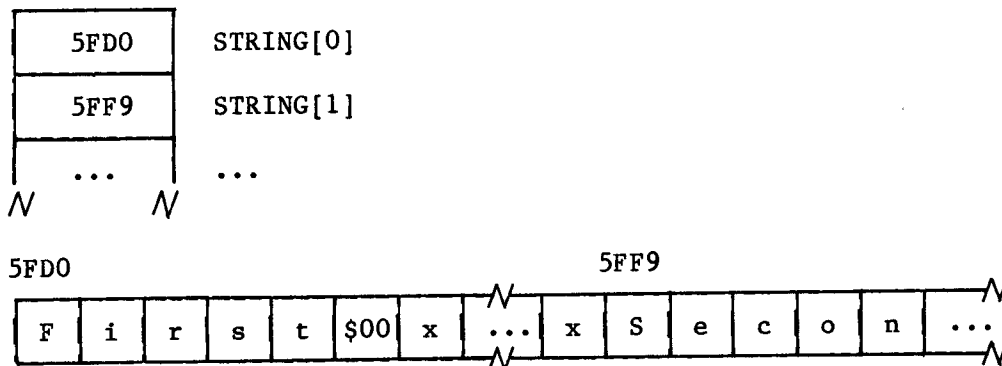 5FD0 STRING[0]
5FF9 STRING[1]
... ...
5FD0 5FF9
F i r s t $00 x ... x S e c o n ...